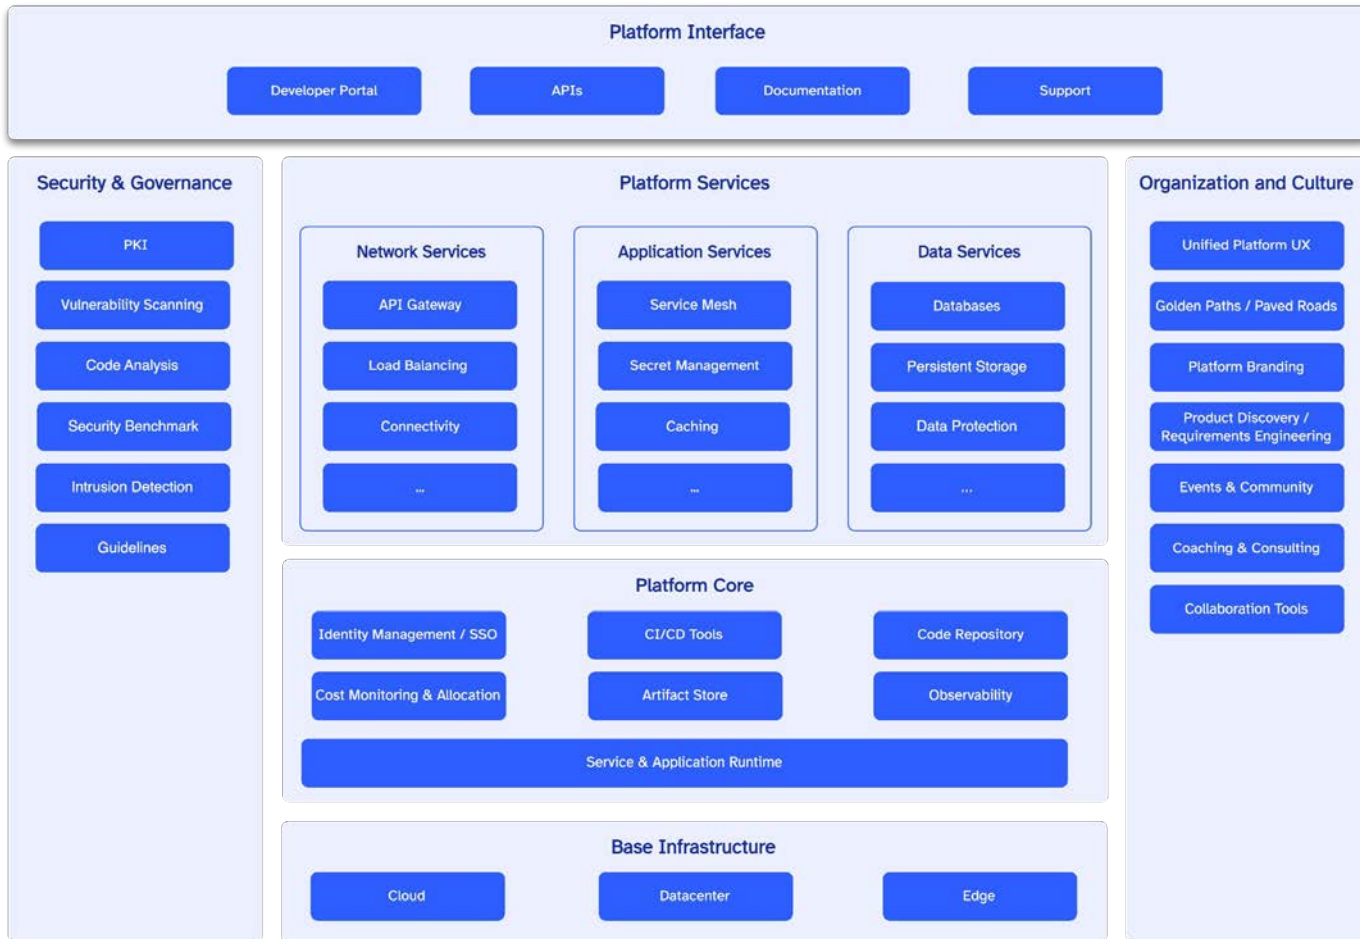 Platform Interface
Developer Portal
APIs
Documentation
Support
Security & Governance
PKI
Vulnerability Scanning
Code Analysis
Security Benchmark
Intrusion Detection
Guidelines
Platform Services
Network Services
API Gateway
Load Balancing
Connectivity
...
Application Services
Service Mesh
Secret Management
Caching
...
Data Services
Databases
Persistent Storage
Data Protection
...
Platform Core
Identity Management / SSO
CI/CD Tools
Code Repository
Cost Monitoring & Allocation
Artifact Store
Observability
Service & Application Runtime
Base Infrastructure
Cloud
Datacenter
Edge
Organization and Culture
Unified Platform UX
Golden Paths / Paved Roads
Platform Branding
Product Discovery /
Requirements Engineering
Events & Community
Coaching & Consulting
Collaboration Tools